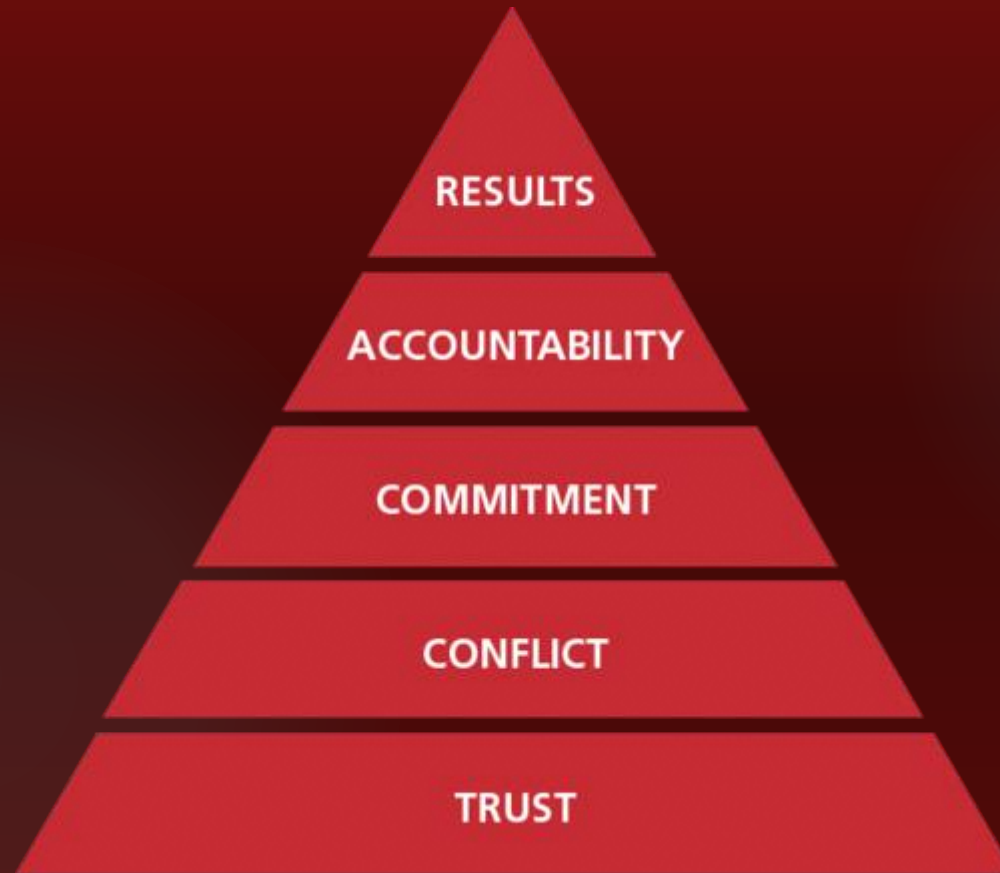 RESULTS
ACCOUNTABILITY
COMMITMENT
CONFLICT
TRUST